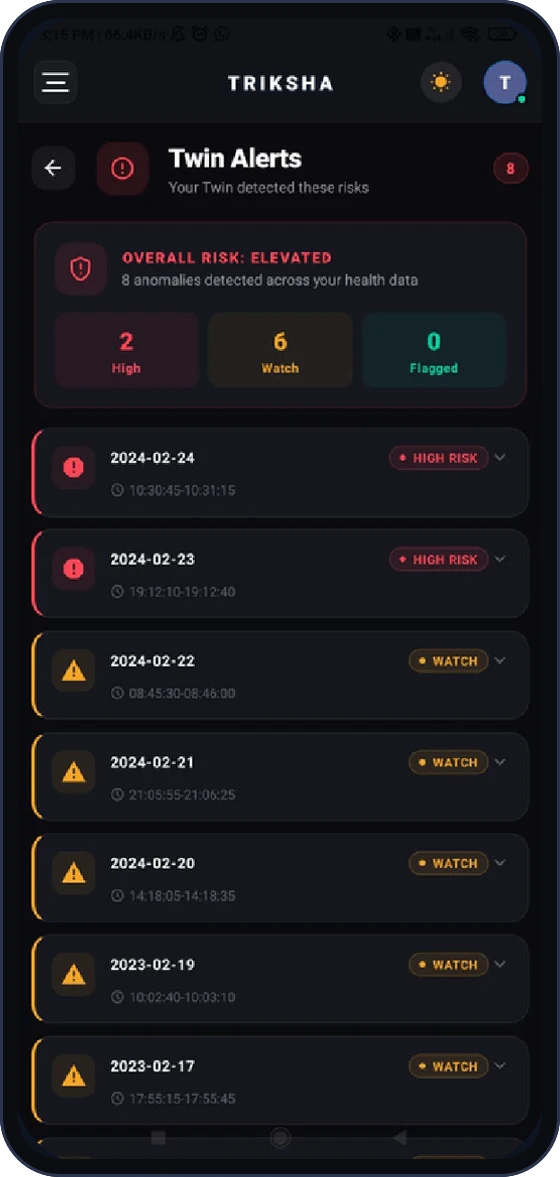 3:15 PM | 66.4KB/s
TRIKSHA
T
Twin Alerts
8
Your Twin detected these risks
OVERALL RISK: ELEVATED
8 anomalies detected across your health data
2
6
0
High
Watch
Flagged
2024-02-24
HIGH RISK
10:30:45-10:31:15
2024-02-23
HIGH RISK
19:12:10-19:12:40
2024-02-22
WATCH
08:45:30-08:46:00
2024-02-21
WATCH
21:05:55-21:06:25
2024-02-20
WATCH
14:18:05-14:18:35
2023-02-19
WATCH
10:02:40-10:03:10
2023-02-17
WATCH
17:55:15-17:55:45